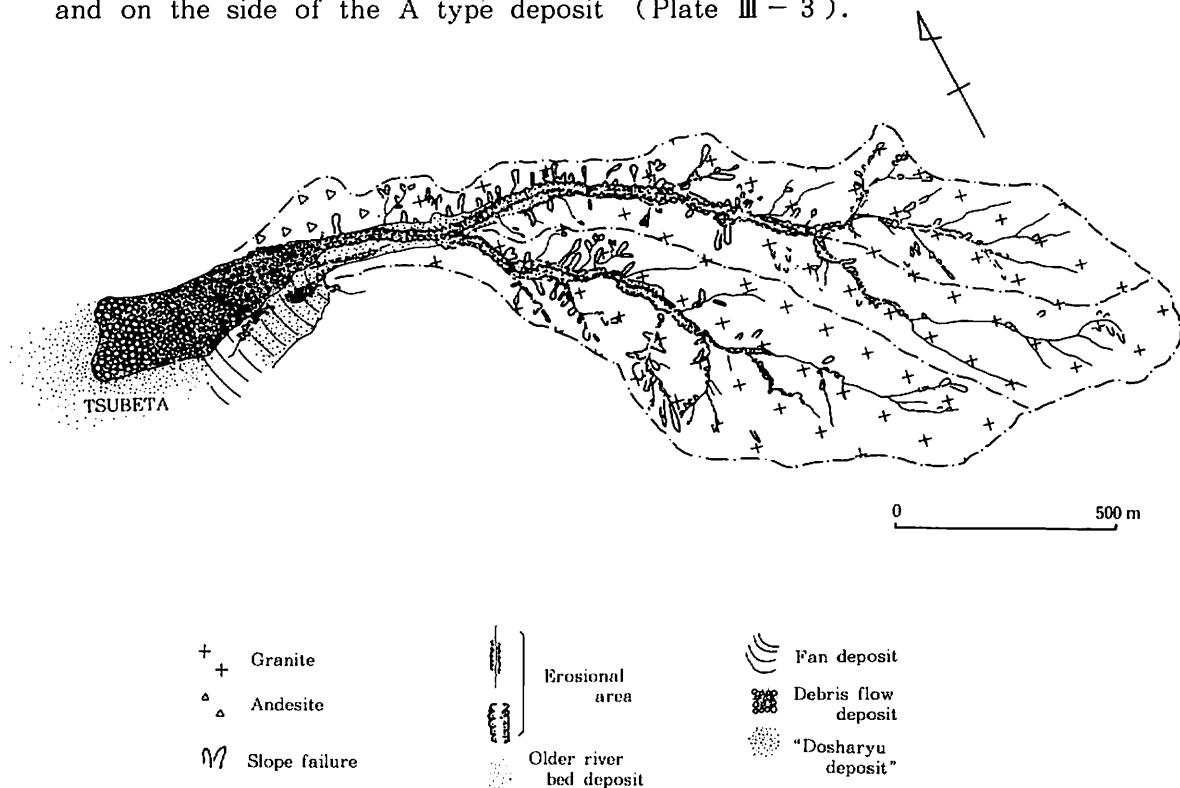 and on the side of the A type deposit (Plate Ⅲ－3).
TSUBETA
0 500 m
Granite
Andesite
Slope failure
Erosional
area
Older river
bed deposit
Fan deposit
Debris flow
deposit
"Dosharyu
deposit"